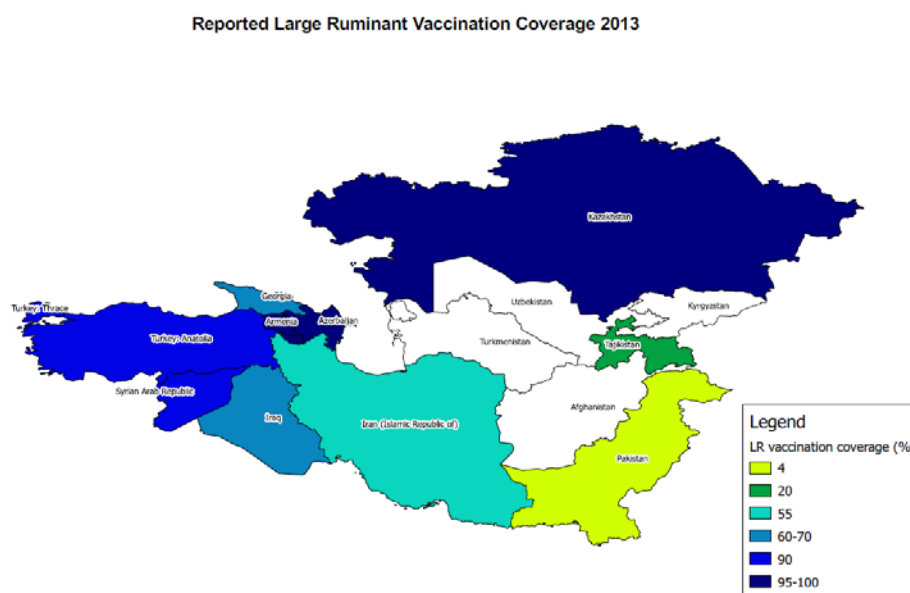 Reported Large Ruminant Vaccination Coverage 2013
Kazakhstan
Uzbekistan
Kyrgyzstan
Georgia
Turkey: Thrace
Armenia
Azerbaijan
Turkey: Anatolia
Turkmenistan
Tajikistan
Syrian Arab Republic
Afghanistan
Iraq
Iran (Islamic Republic of)
Pakistan
Legend
LR vaccination coverage (%
4
20
55
60-70
90
95-100